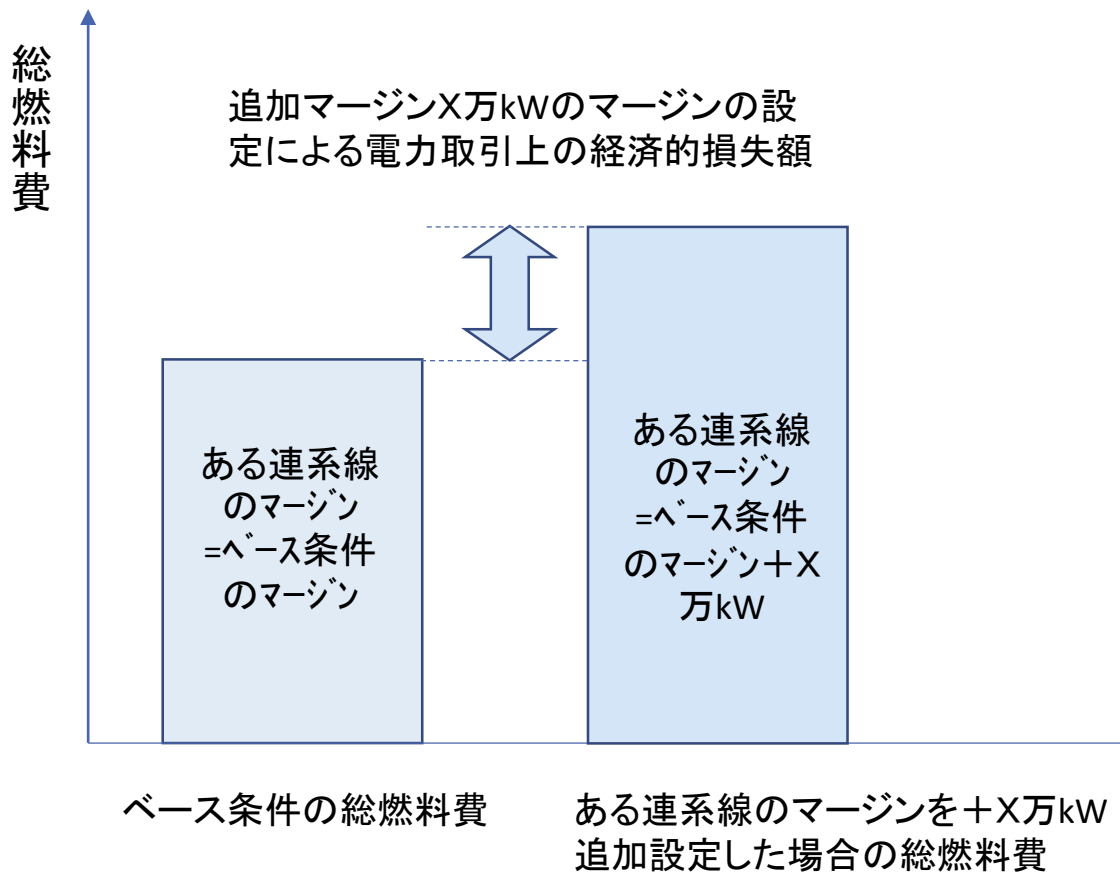 総燃料費
追加マージンX万kWのマージンの設
定による電力取引上の経済的損失額
ある連系線
のﾏｰｼﾞﾝ
=ﾍﾞｰｽ条件
のﾏｰｼﾞﾝ
ある連系線
のﾏｰｼﾞﾝ
=ﾍﾞｰｽ条件
のﾏｰｼﾞﾝ＋X
万kW
ベース条件の総燃料費
ある連系線のマージンを＋X万kW
追加設定した場合の総燃料費